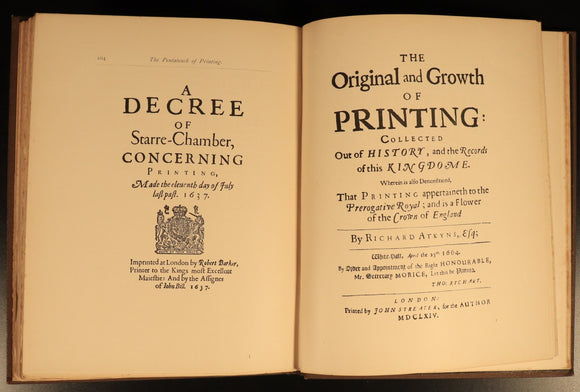 104 The Pentateuch of Printing.
A
DECREE
OF
Starre-Chamber,
CONCERNING
PRINTING,
Made the eleuenth day of July
last past. 1637.
Imprinted at London by Robert Barker,
Printer to the Kings most Excellent
Maiestie: And by the Assignes
of Iohn Bill. 1637.
THE
Original and Growth
OF
PRINTING:
COLLECTED
Out of HISTORY, and the Records
of this KINGDOME.
Wherein is also Demonstrated,
That PRINTING appertaineth to the
Prerogative Royal; and is a Flower
of the Crown of England
By RICHARD ATKYNS, Esq;
White-Hall, April the 25th 1664.
By Order and Appointment of the Right HONOURABLE,
Mr. Secretary MORICE, Let this be Printed.
THO: RYCHAUT.
LONDON:
Printed by JOHN STREATER, for the AUTHOR
MDCLXIV.